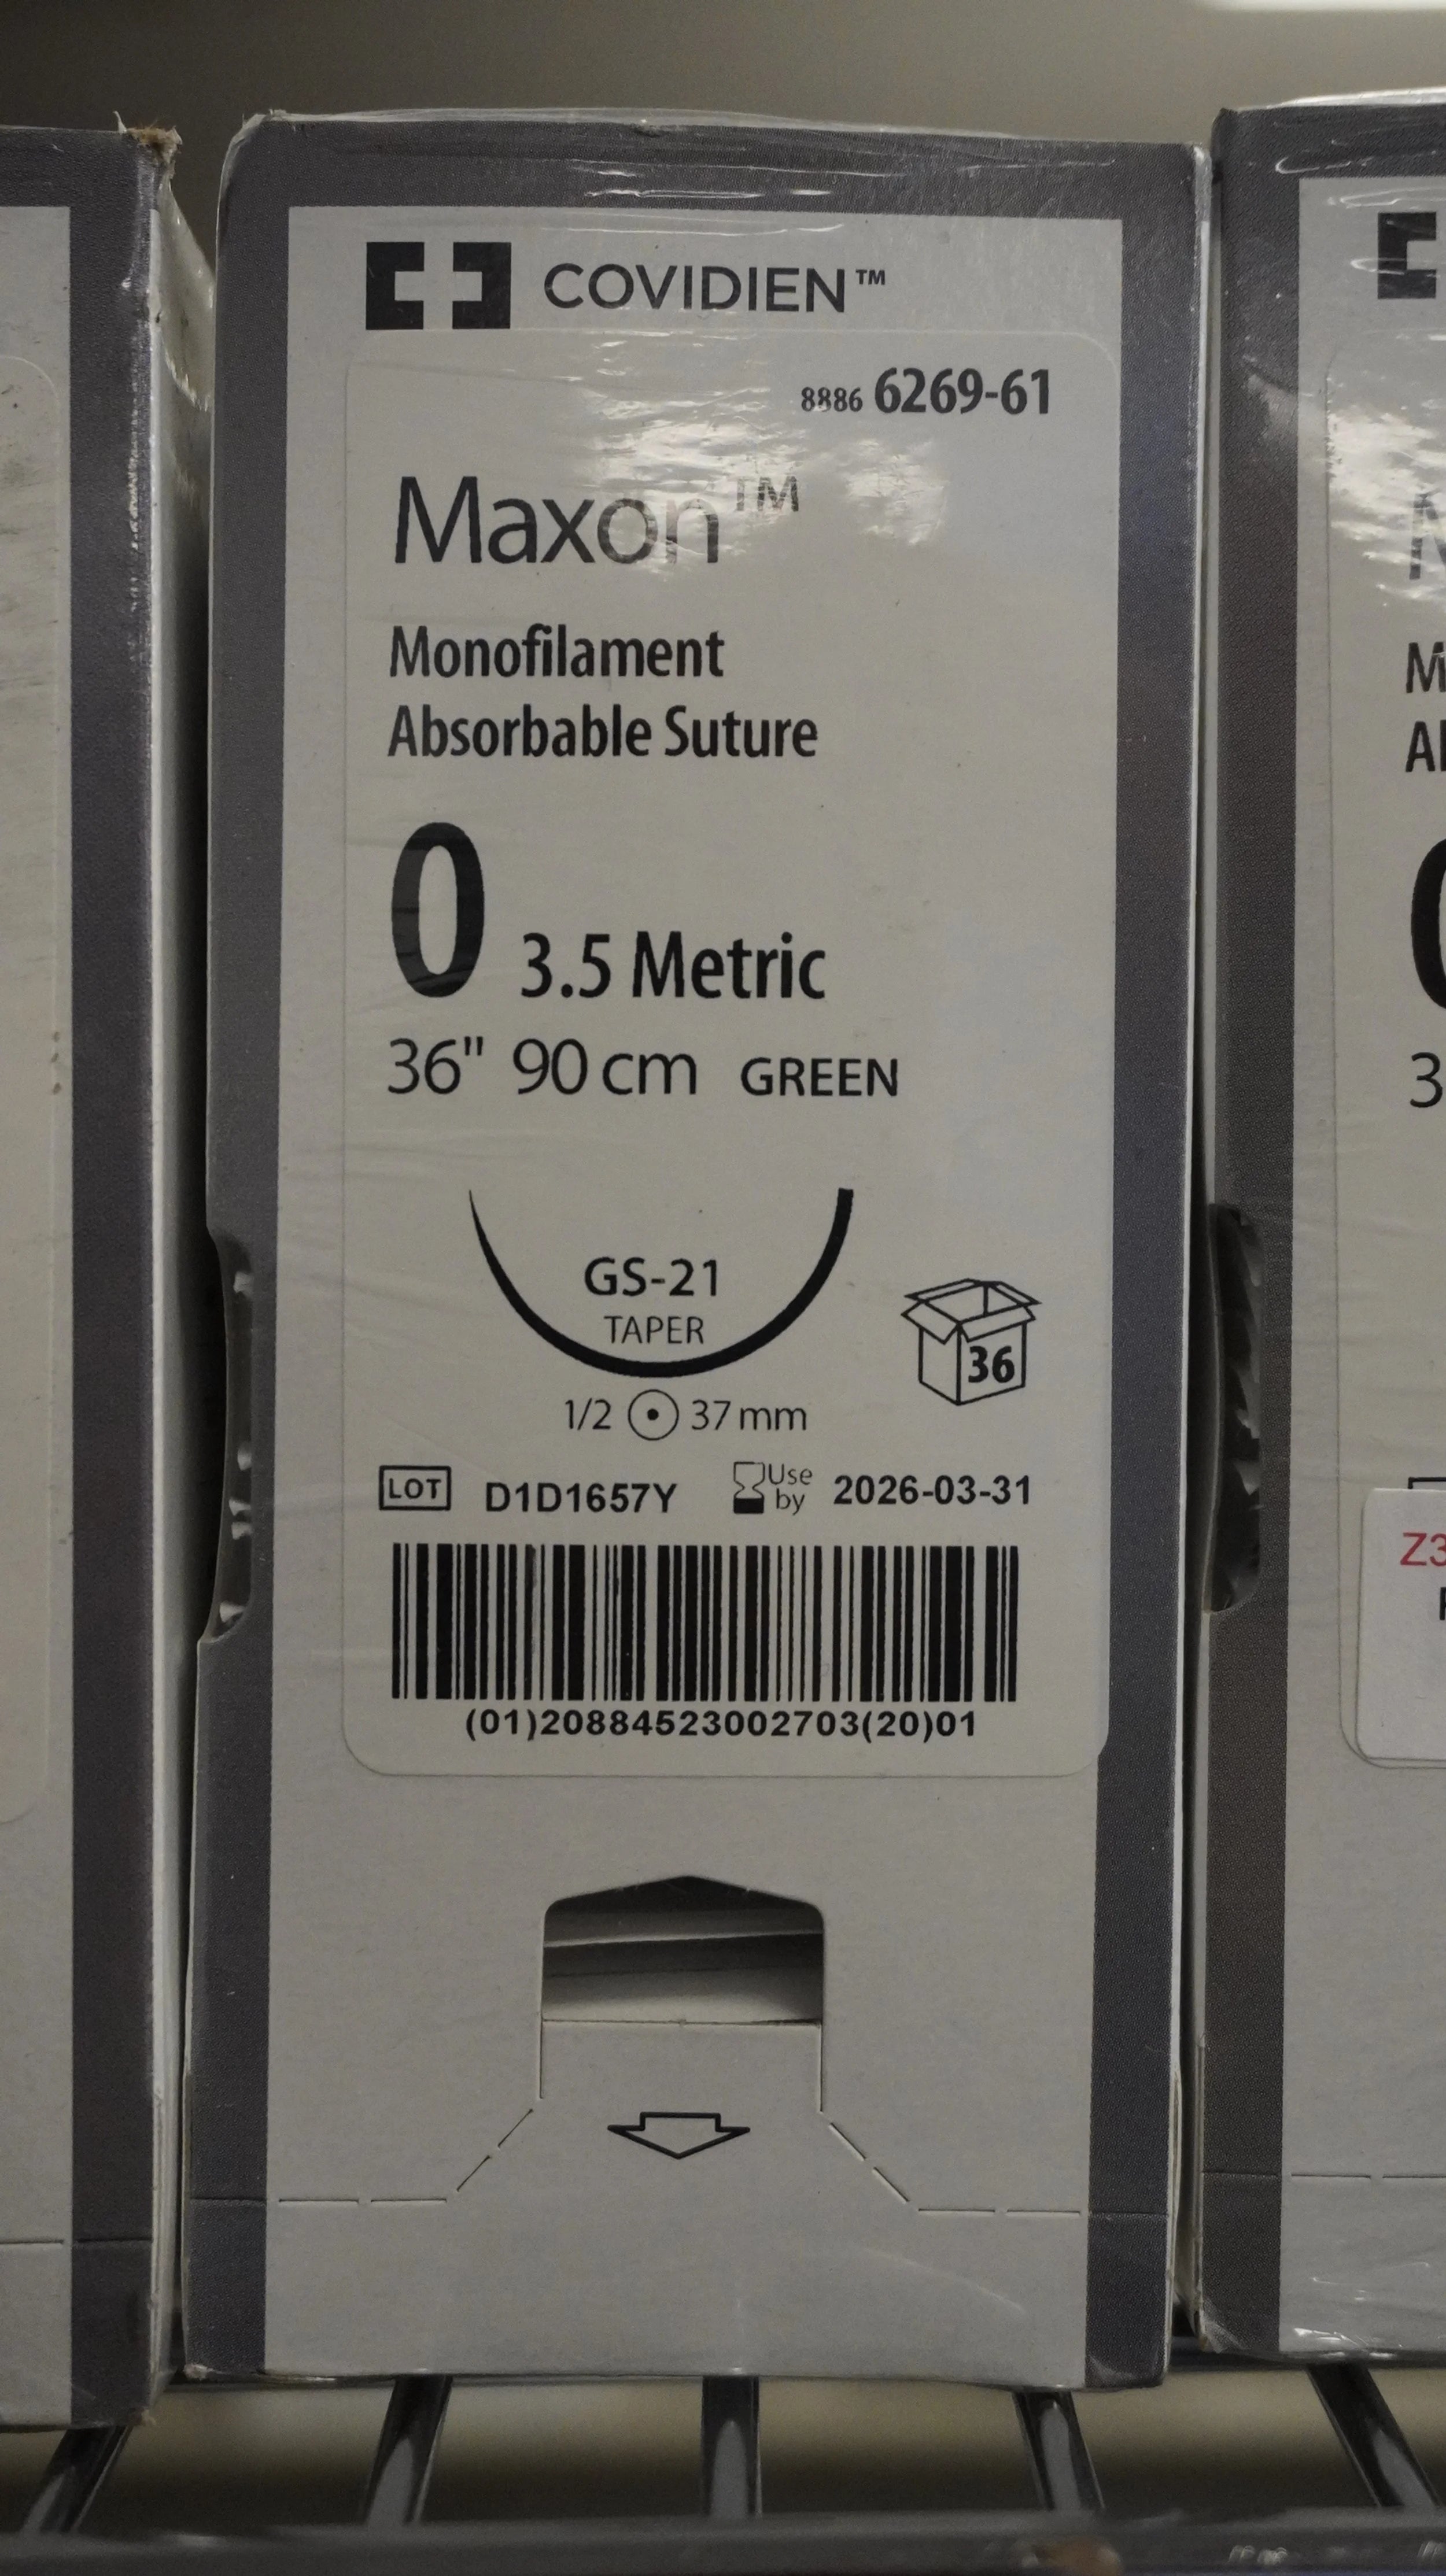 COVIDIEN™
8886 6269-61
Maxon™
Monofilament
Absorbable Suture
0 3.5 Metric
36" 90 cm GREEN
GS-21
TAPER
36
1/2 37 mm
LOT D1D1657Y Use by 2026-03-31
(01)20884523002703(20)01
Z3